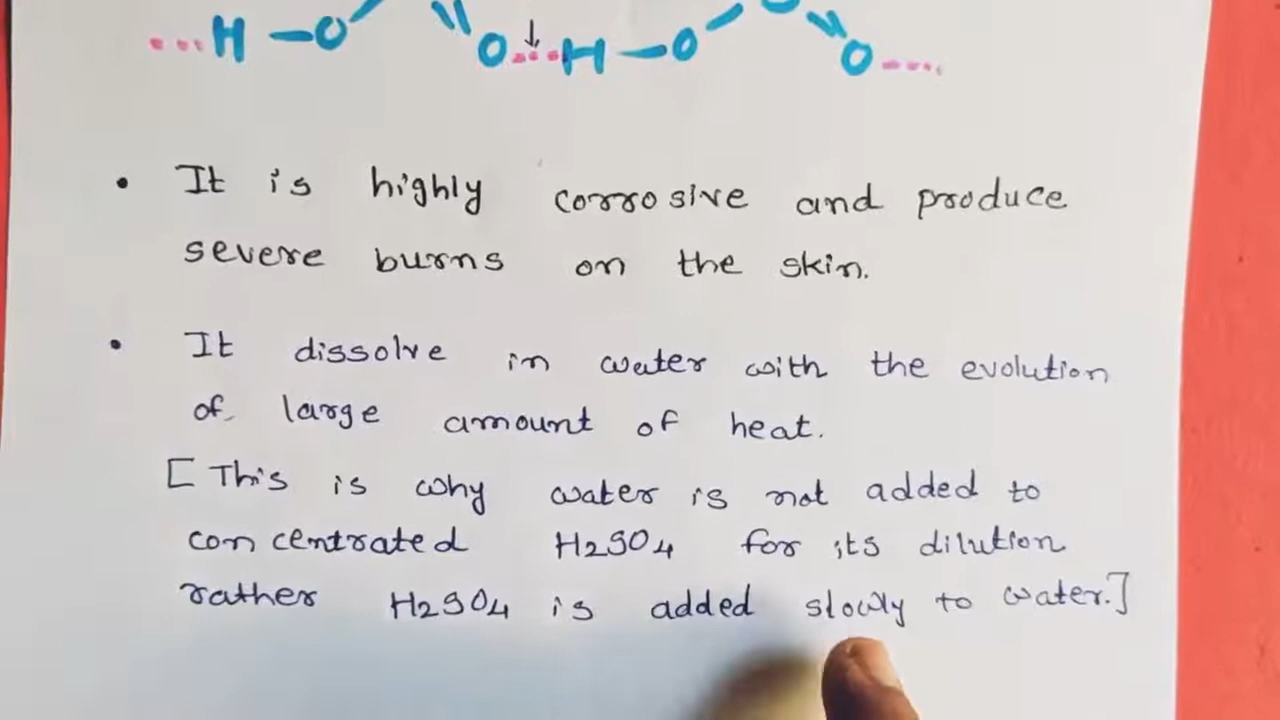 H — O O H — O O
• It is highly corrosive and produce
severe burns on the skin.
• It dissolve in water with the evolution
of large amount of heat.
[This is why water is not added to
concentrated H2SO4 for its dilution
rather H2SO4 is added slowly to water.]